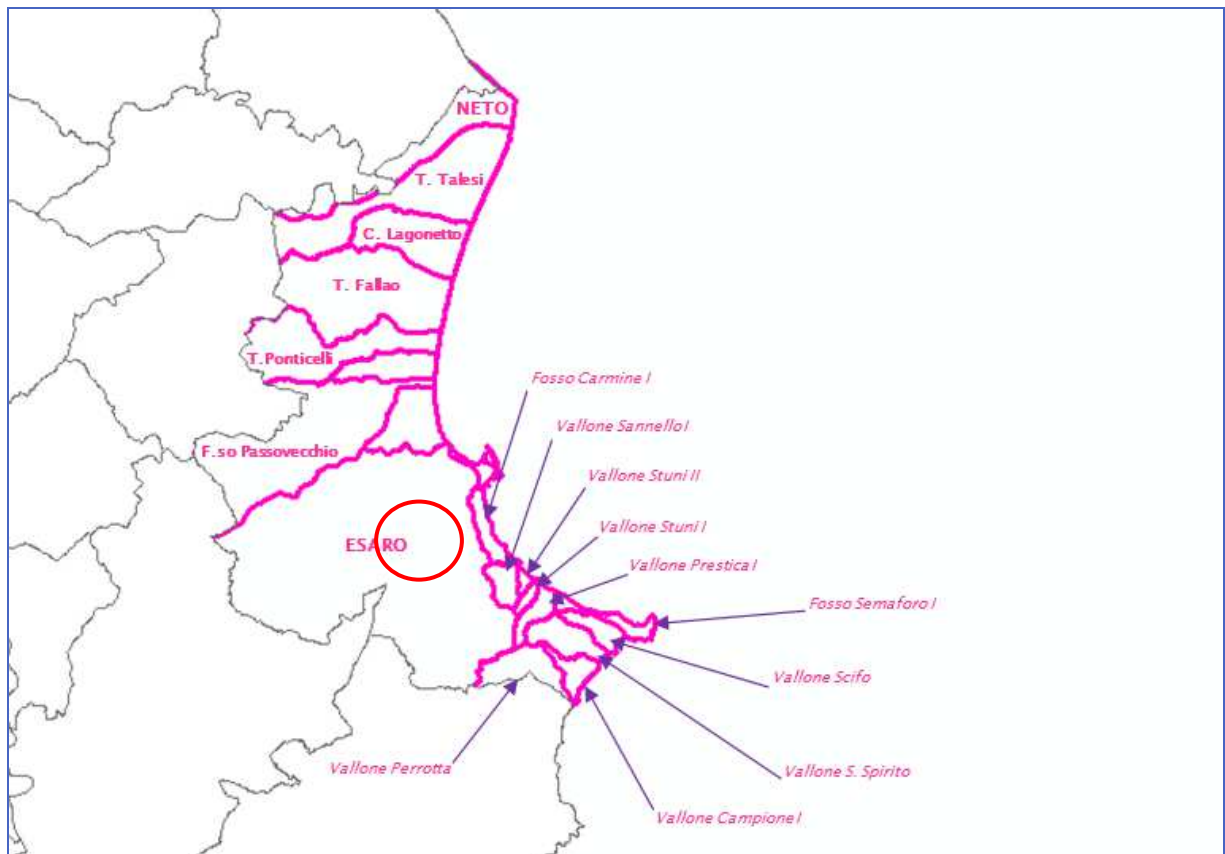 NETO
T. Talesi
C. Lagonetto
T. Fallao
T.Ponticelli
Fosso Carmine I
Vallone Sannello I
F.so Passovecchio
Vallone Stuni II
Vallone Stuni I
ESARO
Vallone Prestica I
Fosso Semaforo I
Vallone Scifo
Vallone Perrotta
Vallone S. Spirito
Vallone Campione I